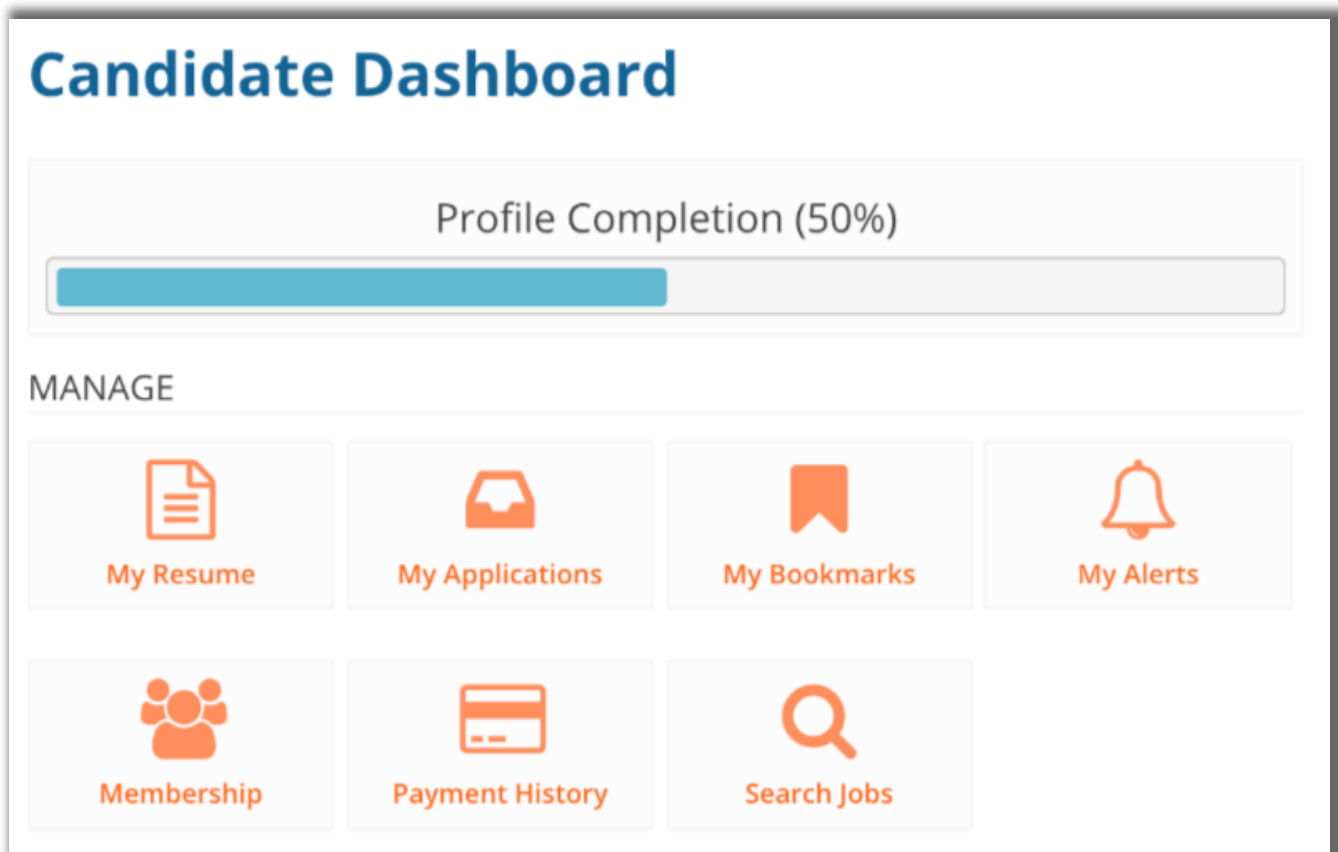 Candidate Dashboard
Profile Completion (50%)
MANAGE
My Resume
My Applications
My Bookmarks
My Alerts
Membership
Payment History
Search Jobs